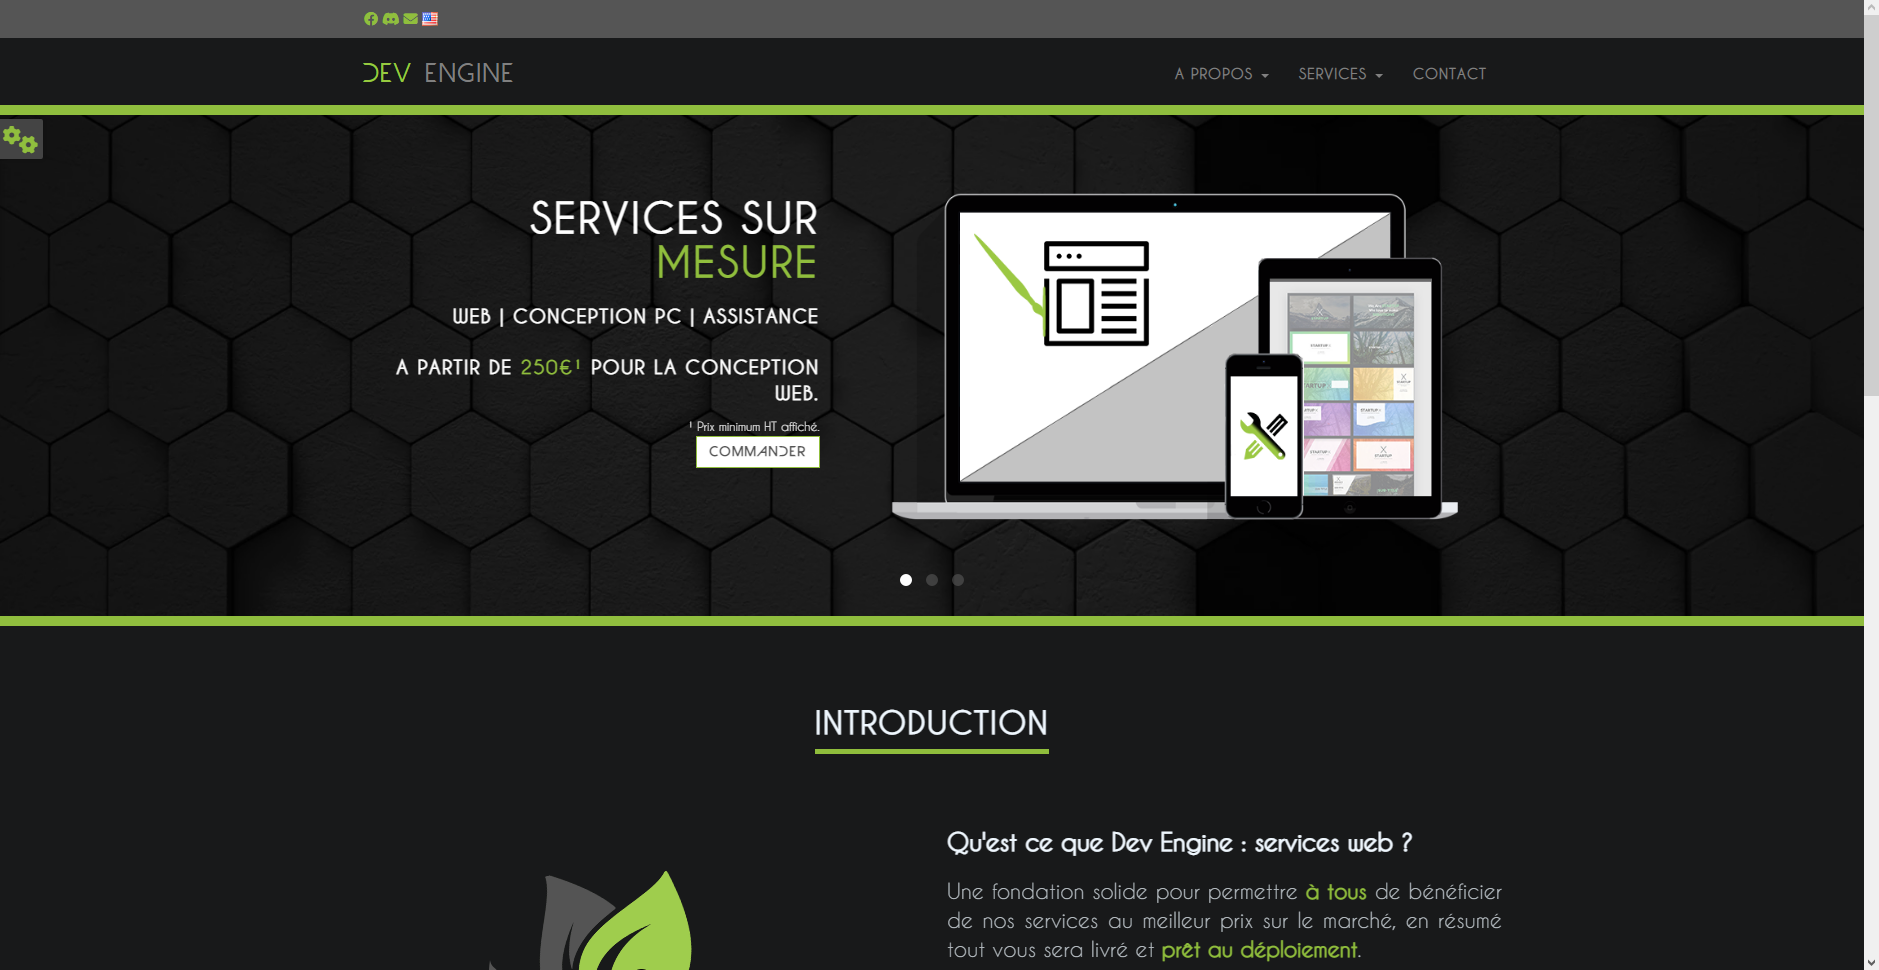 DEV ENGINE
A PROPOS
SERVICES
CONTACT
SERVICES SUR
MESURE
WEB | CONCEPTION PC | ASSISTANCE
A PARTIR DE 250€¹ POUR LA CONCEPTION
WEB.
¹ Prix minimum HT affiché.
COMMANDER
INTRODUCTION
Qu'est ce que Dev Engine : services web ?
Une fondation solide pour permettre à tous de bénéficier
de nos services au meilleur prix sur le marché, en résumé
tout vous sera livré et prêt au déploiement.